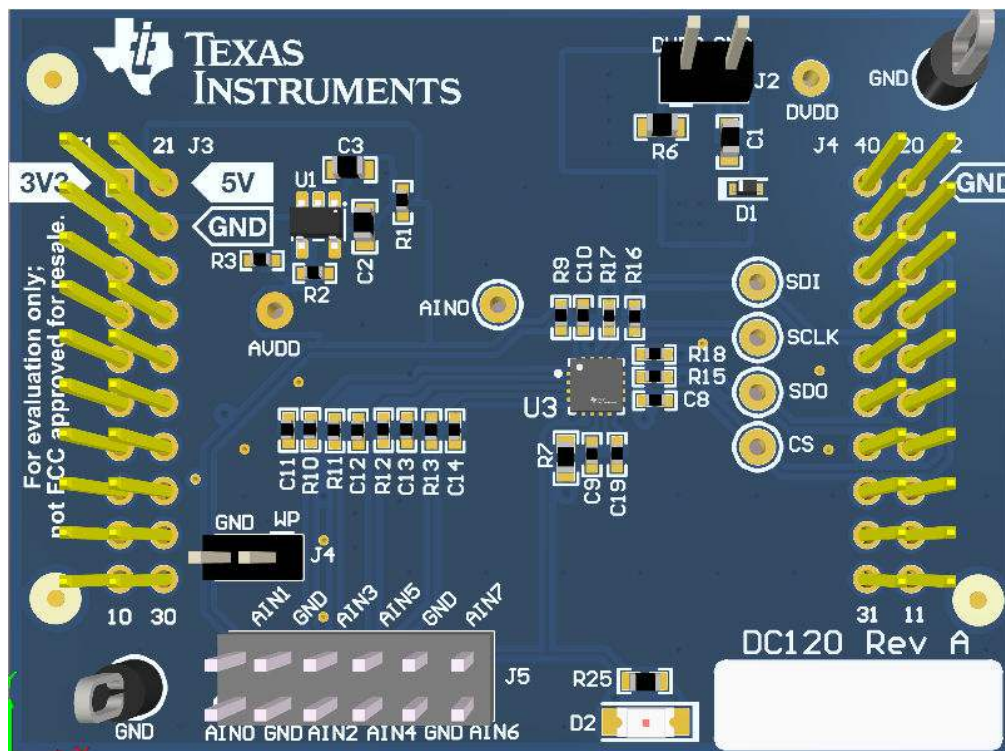 TEXAS
INSTRUMENTS
J2
GND
DVDD
R6
C1
D1
21 J3
3V3
5V
GND
C3
U1
R1
C2
R3
R2
AVDD
For evaluation only;
not FCC approved for resale.
J4 40 20 2
GND
AIN0
R9
C10
R17
R16
SDI
SCLK
SDO
CS
R18
R15
C8
U3
R7
C9
C19
C11
R10
R11
C12
R12
C13
R13
C14
GND WP
J4
10 30
31 11
AIN1 GND AIN3 AIN5 GND AIN7
J5
AIN0 GND AIN2 AIN4 GND AIN6
GND
R25
D2
DC120 Rev A